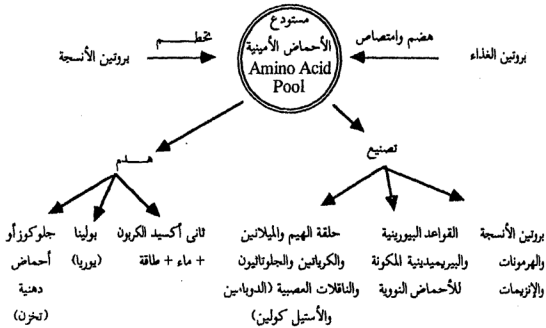 مستودع
الأحماض الأمينية
Amino Acid
Pool
هضم وامتصاص
بروتين الغذاء
تحطم
بروتين الأنسجة
تصنيع
هدم
بروتين الأنسجة
والهرمونات
والإنزيمات
القواعد البيورينية
والبيريميدينية المكونة
للأحماض النووية
حلقة الهيم والميلانين
والكرياتين والجلوتاثيون
والناقلات العصبية (الدوبامين
والأستيل كولين)
ثانى أكسيد الكربون
+ ماء + طاقة
بولينا
(يوريا)
جلوكوز أو
أحماض
دهنية
(تخزن)